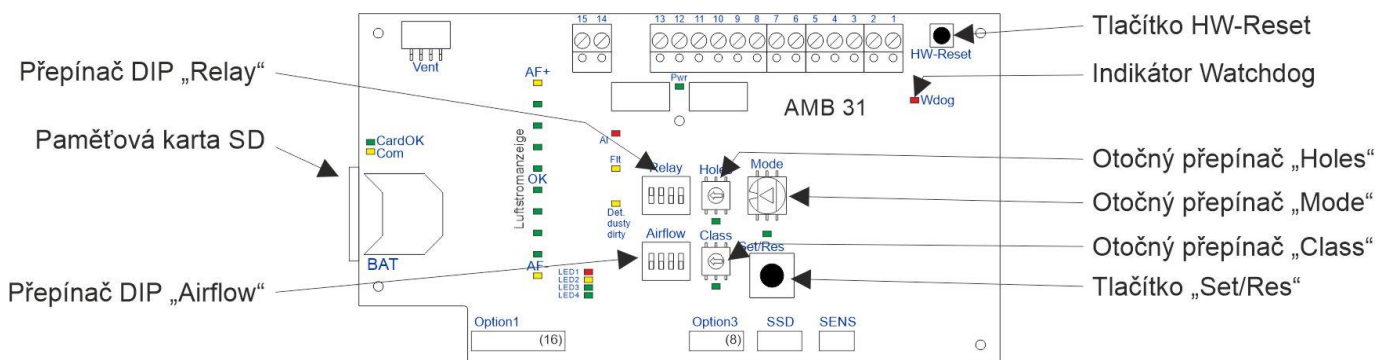 15 14
13 12 11 10 9 8 7 6 5 4 3 2 1
Tlačítko HW-Reset
HW-Reset
Vent
Přepínač DIP „Relay“
AF+
Pwr
Indikátor Watchdog
Wdog
AMB 31
Paměťová karta SD
CardOK
Com
Al
Luftstromanzeige
Flt
Relay
Holes
Mode
Otočný přepínač „Holes“
OK
Otočný přepínač „Mode“
Det.
dusty
dirty
Airflow
Class
Set/Res
Otočný přepínač „Class“
BAT
AF-
LED1
LED2
LED3
LED4
Přepínač DIP „Airflow“
Tlačítko „Set/Res“
Option1
(16)
Option3
(8)
SSD
SENS